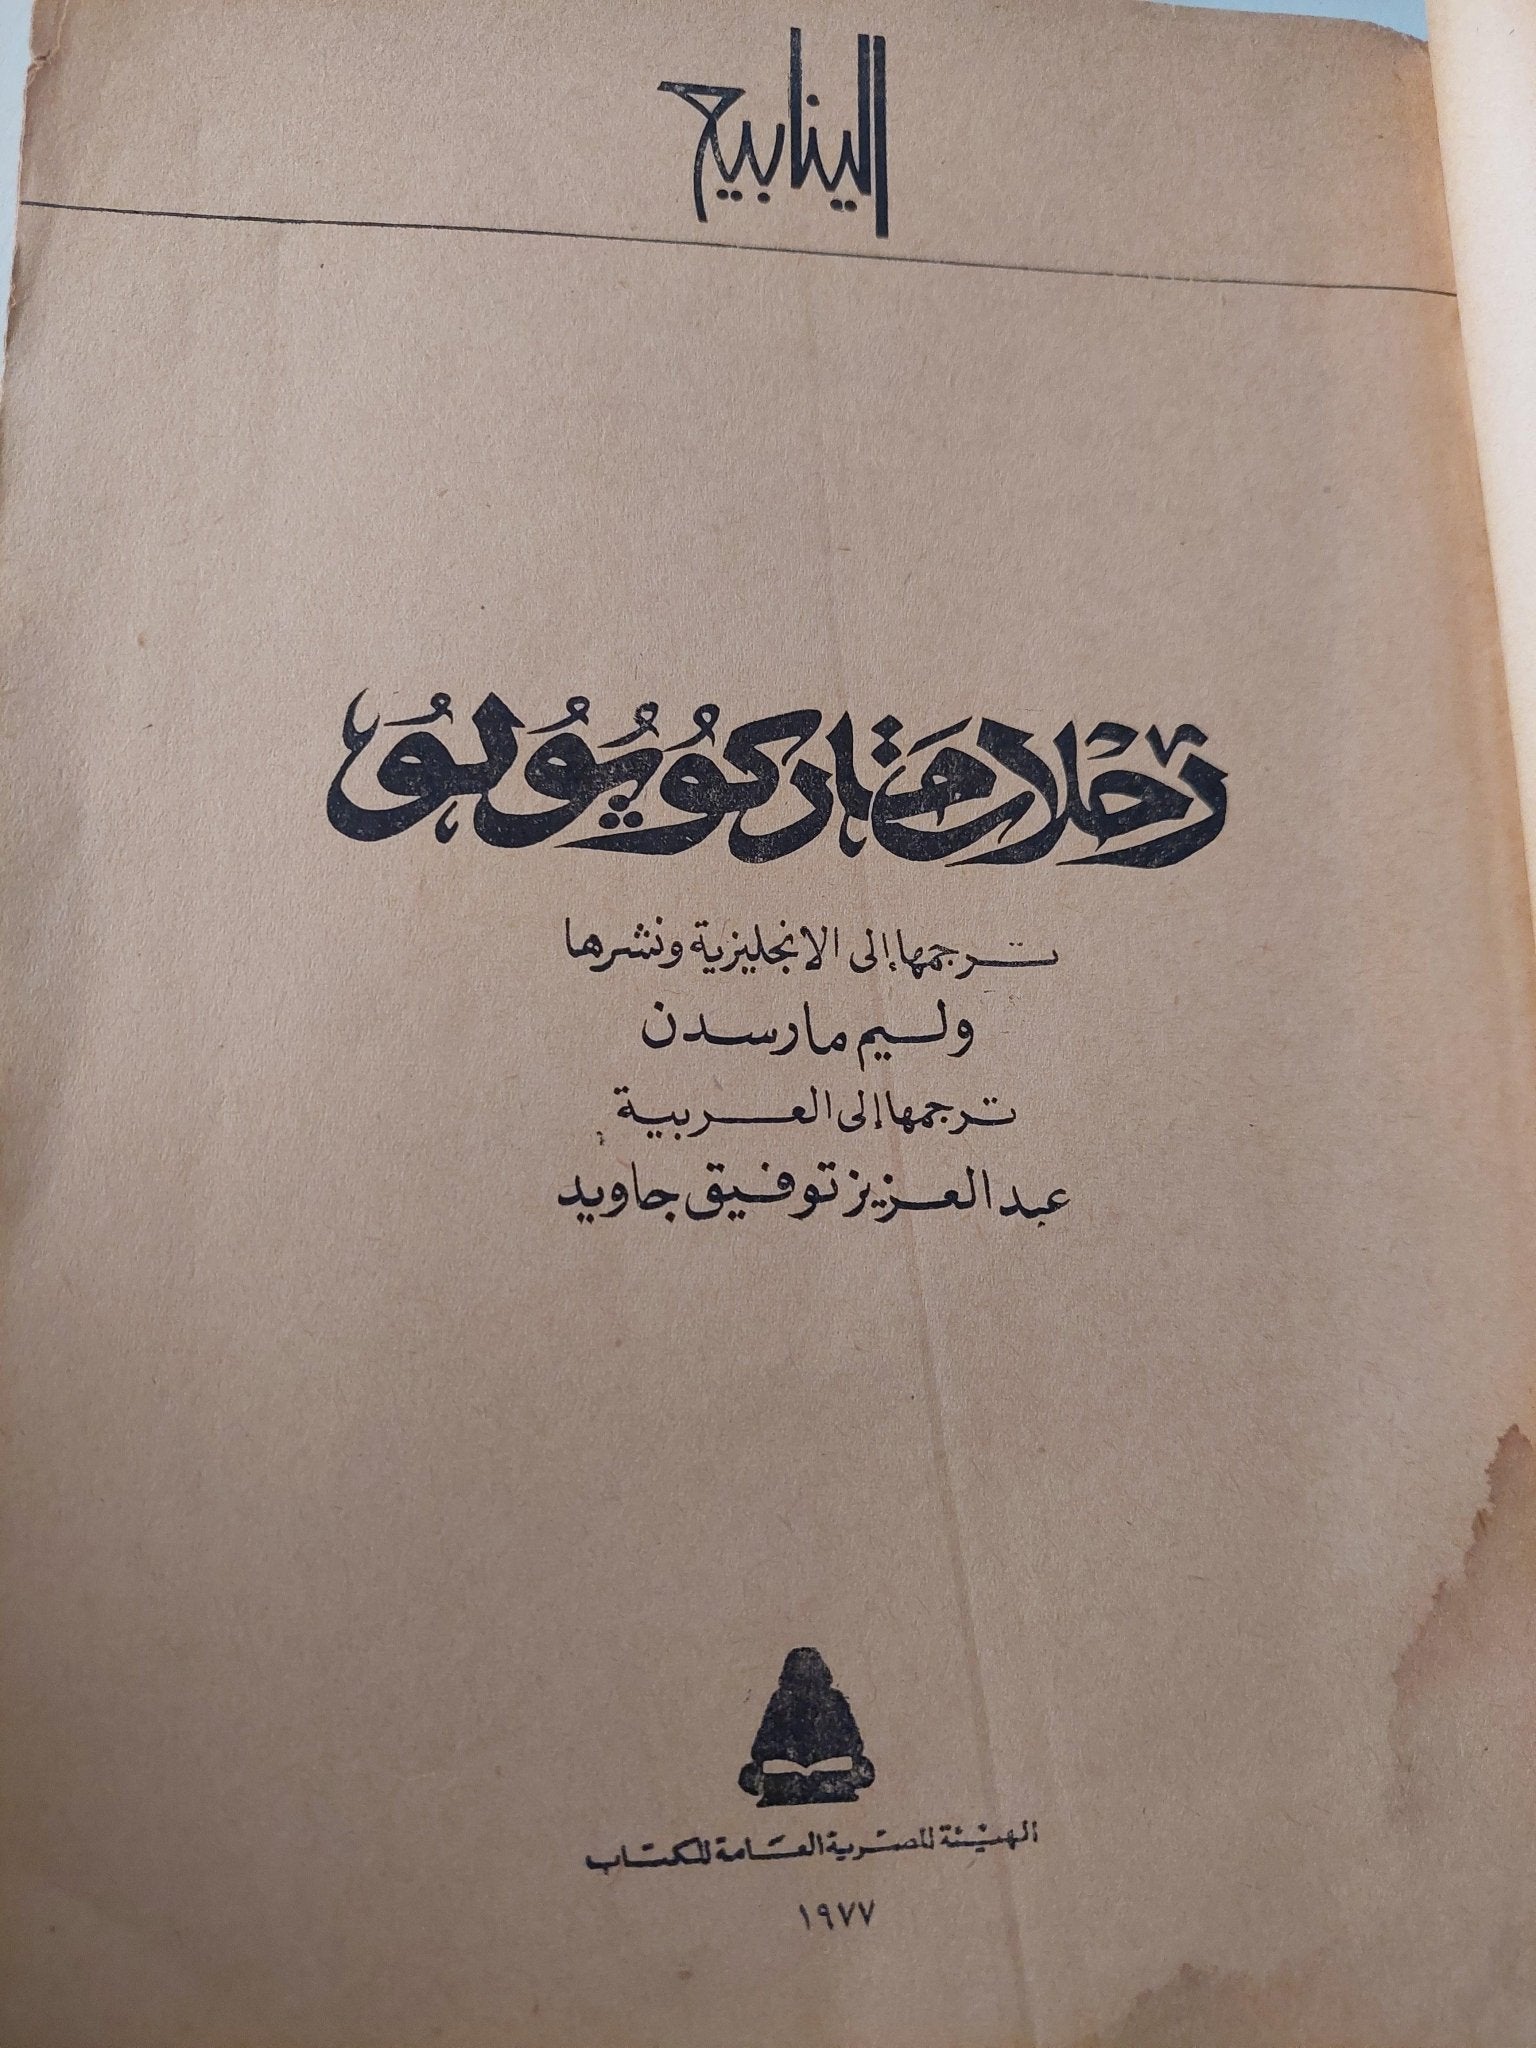 الينابيع
رحلات ماركوپولو
ترجمها إلى الانجليزية ونشرها
وليم مارسدن
ترجمها إلى العربية
عبد العزيز توفيق جاويد
الهيئة المصرية العامة للكتاب
١٩٧٧